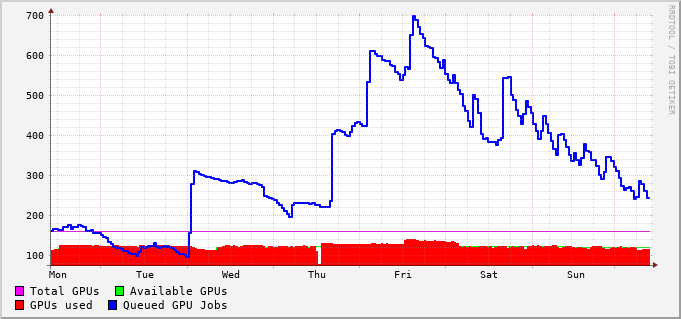 700
600
500
400
300
200
100
Mon Tue Wed Thu Fri Sat Sun
Total GPUs Available GPUs
GPUs used Queued GPU Jobs
RRDTOOL / TOBI OETIKER